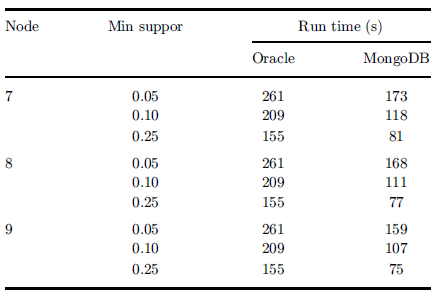 Node Min suppor Run time (s)
Oracle MongoDB
7 0.05 261 173
0.10 209 118
0.25 155 81
8 0.05 261 168
0.10 209 111
0.25 155 77
9 0.05 261 159
0.10 209 107
0.25 155 75